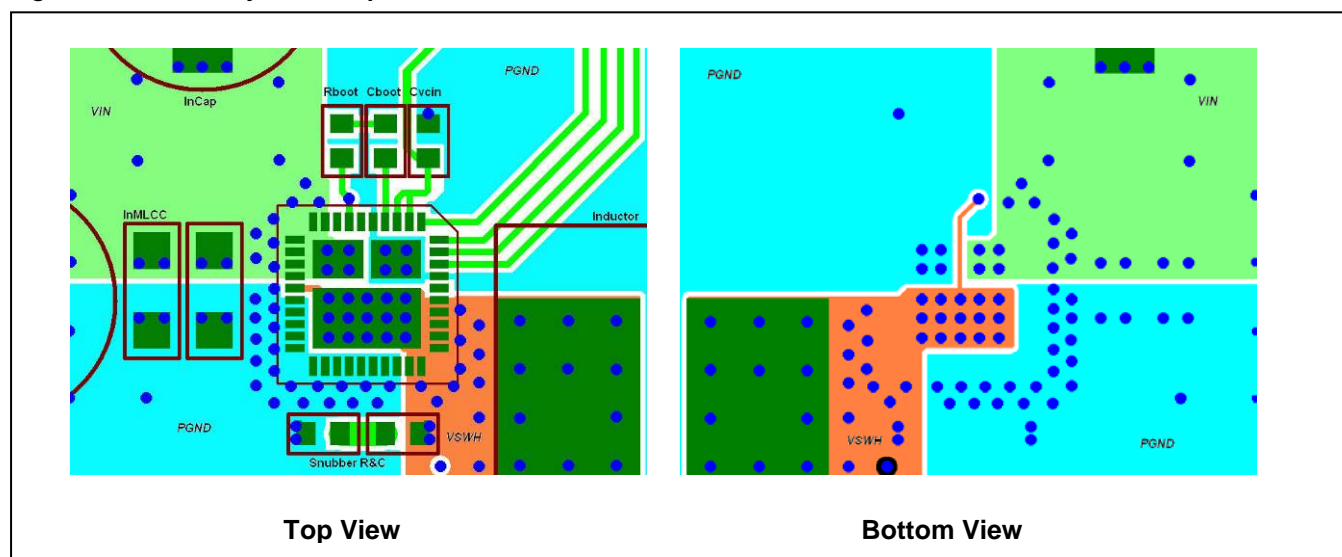 PGND
VIN
InCap
Rboot Cboot Cvcin
InMLCC
Inductor
PGND
VSWH
Snubber R&C
Top View
PGND
VIN
VSWH
PGND
Bottom View